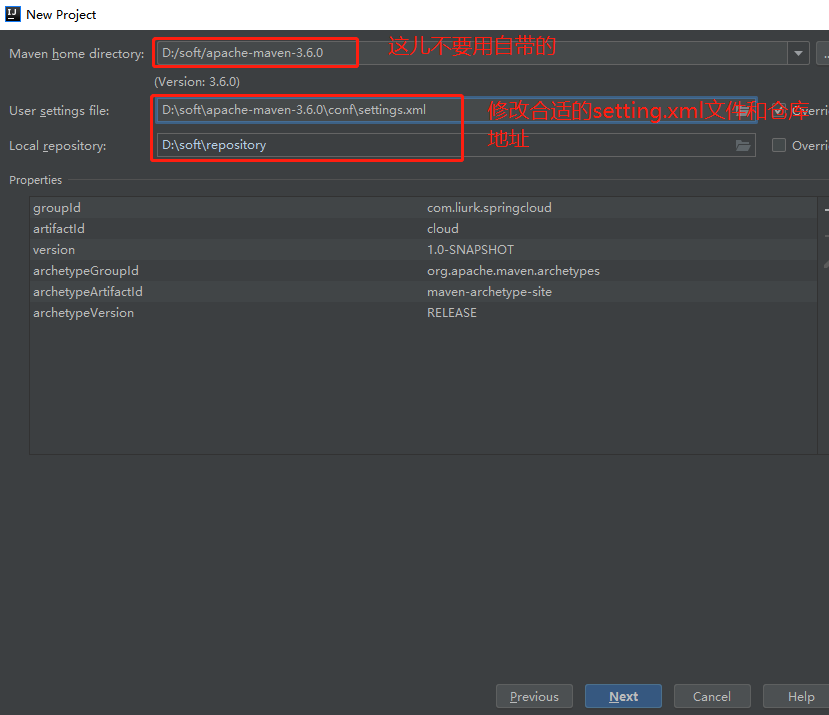 New Project
Maven home directory: D:/soft/apache-maven-3.6.0 这儿不要用自带的
(Version: 3.6.0)
User settings file: D:\soft\apache-maven-3.6.0\conf\settings.xml 修改合适的setting.xml文件和仓库 Overri
地址
Local repository: D:\soft\repository Overri
Properties
groupId com.liurk.springcloud
artifactId cloud
version 1.0-SNAPSHOT
archetypeGroupId org.apache.maven.archetypes
archetypeArtifactId maven-archetype-site
archetypeVersion RELEASE
Previous Next Cancel Help